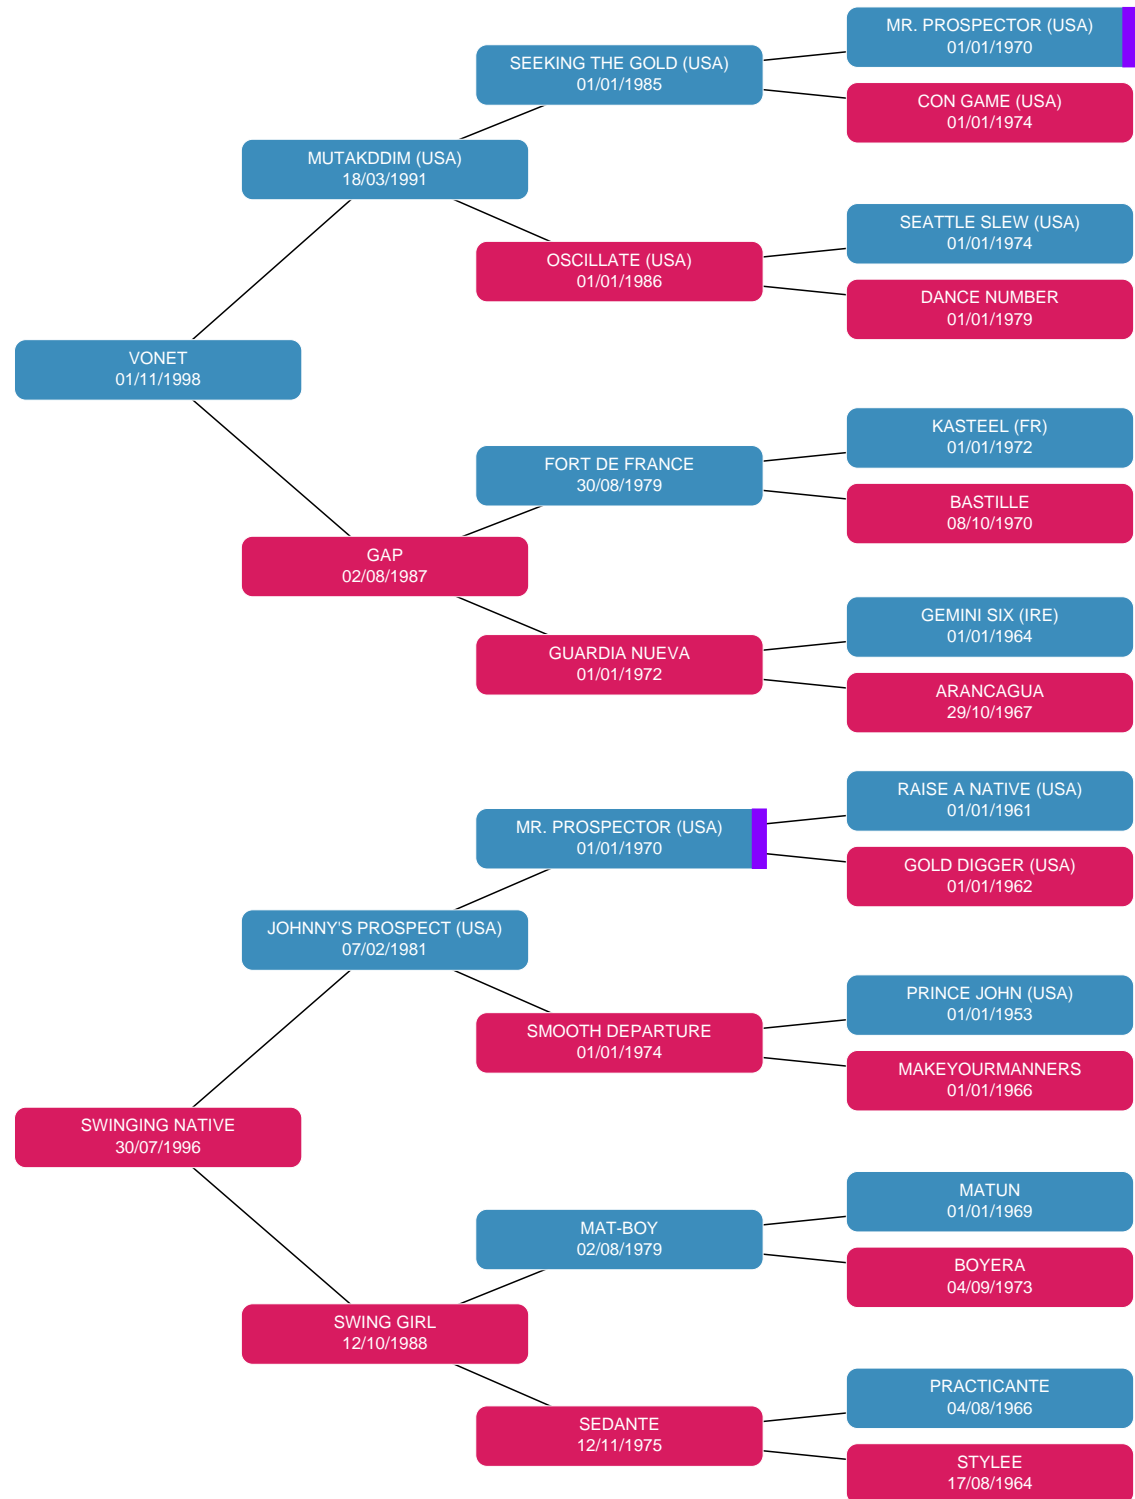 MR. PROSPECTOR (USA)
01/01/1970
SEEKING THE GOLD (USA)
01/01/1985
CON GAME (USA)
01/01/1974
MUTAKDDIM (USA)
18/03/1991
SEATTLE SLEW (USA)
01/01/1974
OSCILLATE (USA)
01/01/1986
DANCE NUMBER
01/01/1979
VONET
01/11/1998
KASTEEL (FR)
01/01/1972
FORT DE FRANCE
30/08/1979
BASTILLE
08/10/1970
GAP
02/08/1987
GEMINI SIX (IRE)
01/01/1964
GUARDIA NUEVA
01/01/1972
ARANCAGUA
29/10/1967
RAISE A NATIVE (USA)
01/01/1961
MR. PROSPECTOR (USA)
01/01/1970
GOLD DIGGER (USA)
01/01/1962
JOHNNY'S PROSPECT (USA)
07/02/1981
PRINCE JOHN (USA)
01/01/1953
SMOOTH DEPARTURE
01/01/1974
MAKEYOURMANNERS
01/01/1966
SWINGING NATIVE
30/07/1996
MATUN
01/01/1969
MAT-BOY
02/08/1979
BOYERA
04/09/1973
SWING GIRL
12/10/1988
PRACTICANTE
04/08/1966
SEDANTE
12/11/1975
STYLEE
17/08/1964